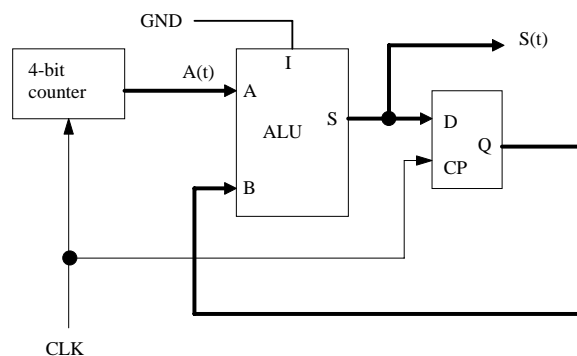 GND
S(t)
4-bit
counter
A(t)
I
A
ALU
S
D
Q
CP
B
CLK